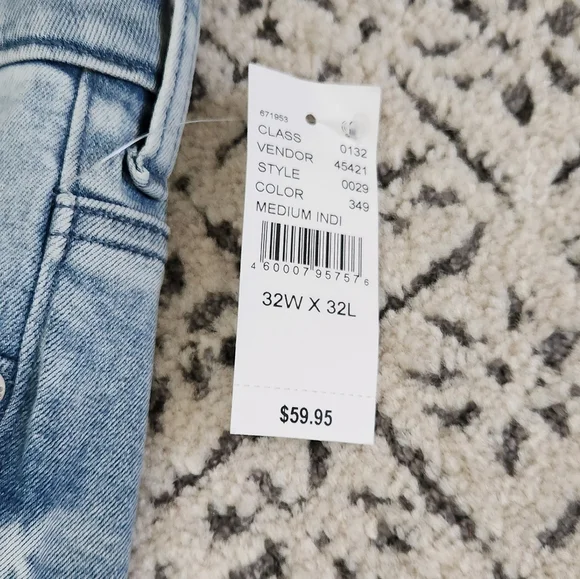 671953
CLASS 0132
VENDOR 45421
STYLE 0029
COLOR 349
MEDIUM INDI
4 60007 95757 6
32W X 32L
$59.95